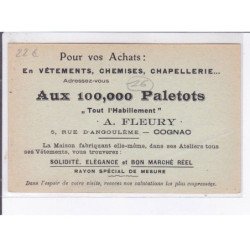 22€
Pour vos Achats :
En VÊTEMENTS, CHEMISES, CHAPELLERIE...
Adressez-vous
Aux 100,000 Paletots
„ Tout l'Habillement "
A. FLEURY
5, RUE D'ANGOULÊME — COGNAC
La Maison fabriquant elle-même, dans ses Ateliers tous
Ses Vêtements, vous trouverez :
SOLIDITÉ, ÉLÉGANCE et BON MARCHÉ RÉEL
RAYON SPÉCIAL DE MESURE
Dans l'espoir de votre visite, recevez nos salutations les plus empressées.